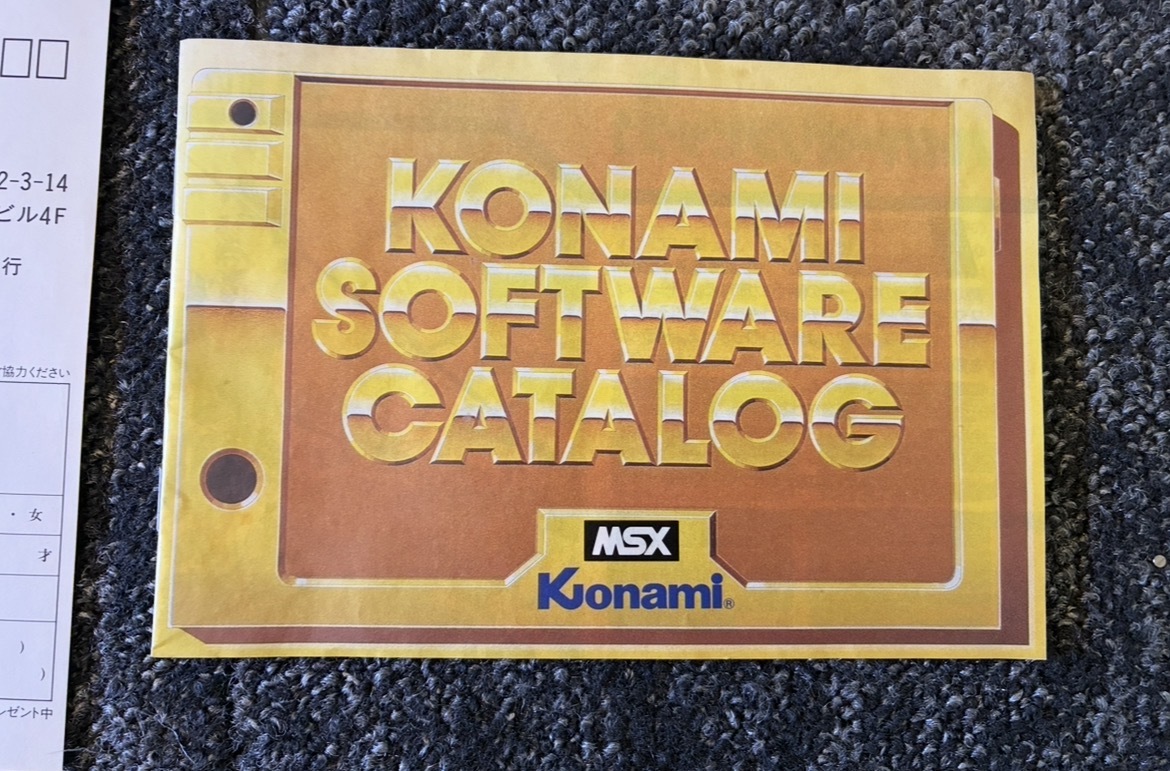 2-3-14
ビル4F
行
協力ください
・女
才
)
)
レゼント中
KONAMI
SOFTWARE
CATALOG
MSX
Konami®